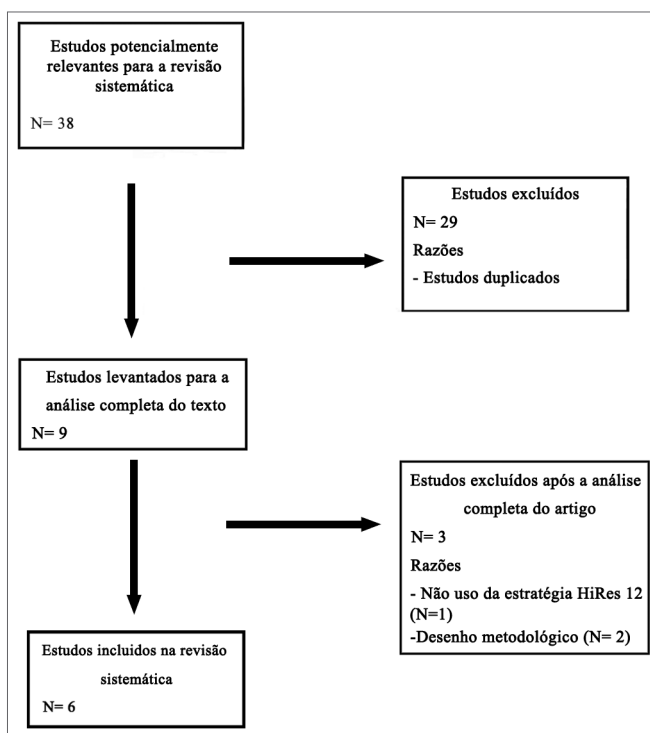 Estudos potencialmente
relevantes para a revisão
sistemática
N= 38
Estudos excluídos
N= 29
Razões
- Estudos duplicados
Estudos levantados para a
análise completa do texto
N= 9
Estudos excluídos após a análise
completa do artigo
N= 3
Razões
- Não uso da estratégia HiRes 12
(N=1)
-Desenho metodológico (N= 2)
Estudos incluidos na revisão
sistemática
N= 6